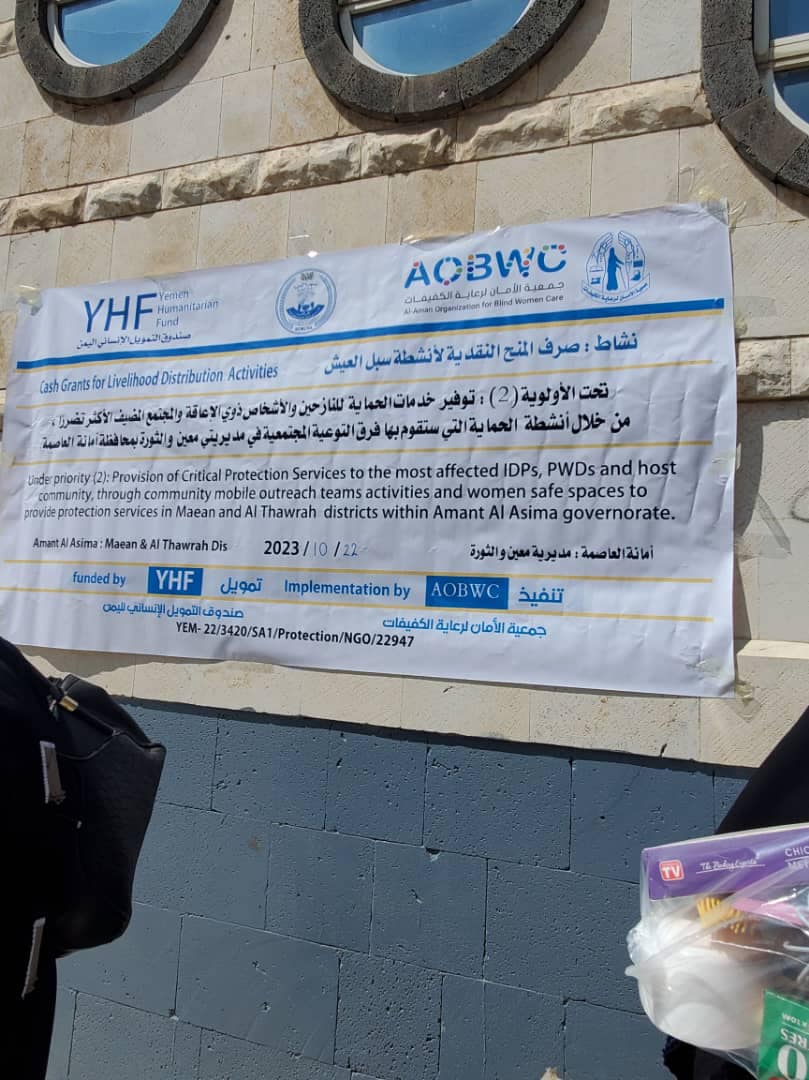 YHF Yemen Humanitarian Fund
صندوق التمويل الإنساني اليمن
AOBWC
جمعية الأمان لرعاية الكفيفات
Al-Aman Organization for Blind Women Care
نشاط : صرف المنح النقدية لأنشطة سبل العيش
Cash Grants for Livelihood Distribution Activities
تحت الأولوية (2) : توفير خدمات الحماية للنازحين والأشخاص ذوي الإعاقة والمجتمع المضيف الأكثر تضررا ،
من خلال أنشطة الحماية التي ستقوم بها فرق التوعية المجتمعية في مديريتي معين والثورة بمحافظة أمانة العاصمة
Under priority (2): Provision of Critical Protection Services to the most affected IDPs, PWDs and host
community, through community mobile outreach teams activities and women safe spaces to
provide protection services in Maean and Al Thawrah districts within Amant Al Asima governorate.
Amant Al Asima : Maean & Al Thawrah Dis 2023/10/22 أمانة العاصمة : مديرية معين والثورة
funded by YHF تمويل Implementation by AOBWC تنفيذ
صندوق التمويل الإنساني لليمن جمعية الأمان لرعاية الكفيفات
YEM- 22/3420/SA1/Protection/NGO/22947
TV